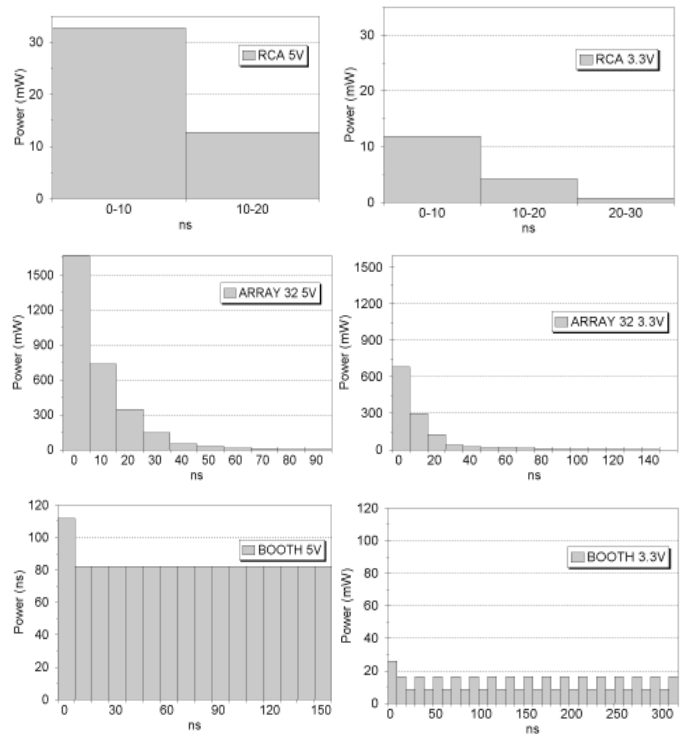 Power (mW)
30
20
10
0
RCA 5V
0-10 10-20
ns
Power (mW)
30
20
10
0
RCA 3.3V
0-10 10-20 20-30
ns
Power (mW)
1500
1200
900
600
300
0
ARRAY 32 5V
0 10 20 30 40 50 60 70 80 90
ns
Power (mW)
1500
1200
900
600
300
0
ARRAY 32 3.3V
0 20 40 60 80 100 120 140
ns
Power (ns)
120
100
80
60
40
20
0
BOOTH 5V
0 30 60 90 120 150
ns
Power (mW)
120
100
80
60
40
20
0
BOOTH 3.3V
0 50 100 150 200 250 300
ns